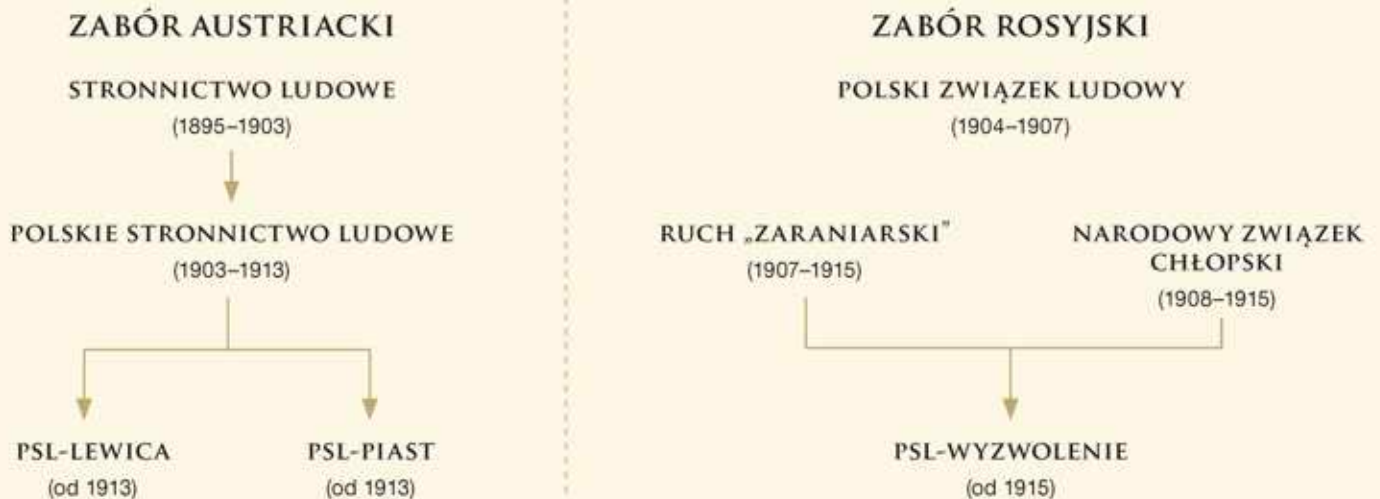 ZABÓR AUSTRIACKI
STRONNICTWO LUDOWE
(1895–1903)
POLSKIE STRONNICTWO LUDOWE
(1903–1913)
PSL-LEWICA
(od 1913)
PSL-PIAST
(od 1913)
ZABÓR ROSYJSKI
POLSKI ZWIĄZEK LUDOWY
(1904–1907)
RUCH „ZARANIARSKI”
(1907–1915)
NARODOWY ZWIĄZEK
CHŁOPSKI
(1908–1915)
PSL-WYZWOLENIE
(od 1915)